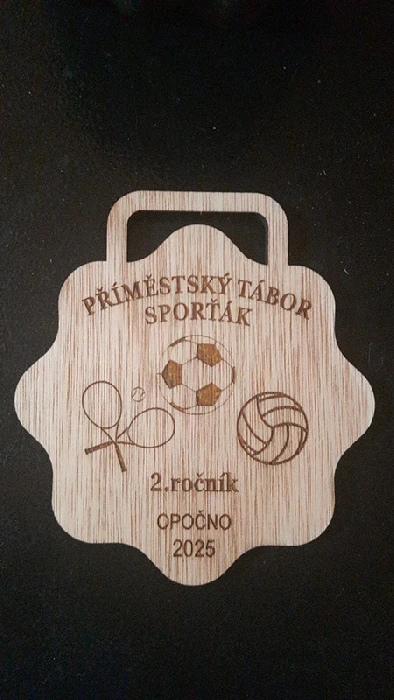 PŘÍMĚSTSKÝ TÁBOR
SPORŤÁK
2.ročník
OPOČNO
2025